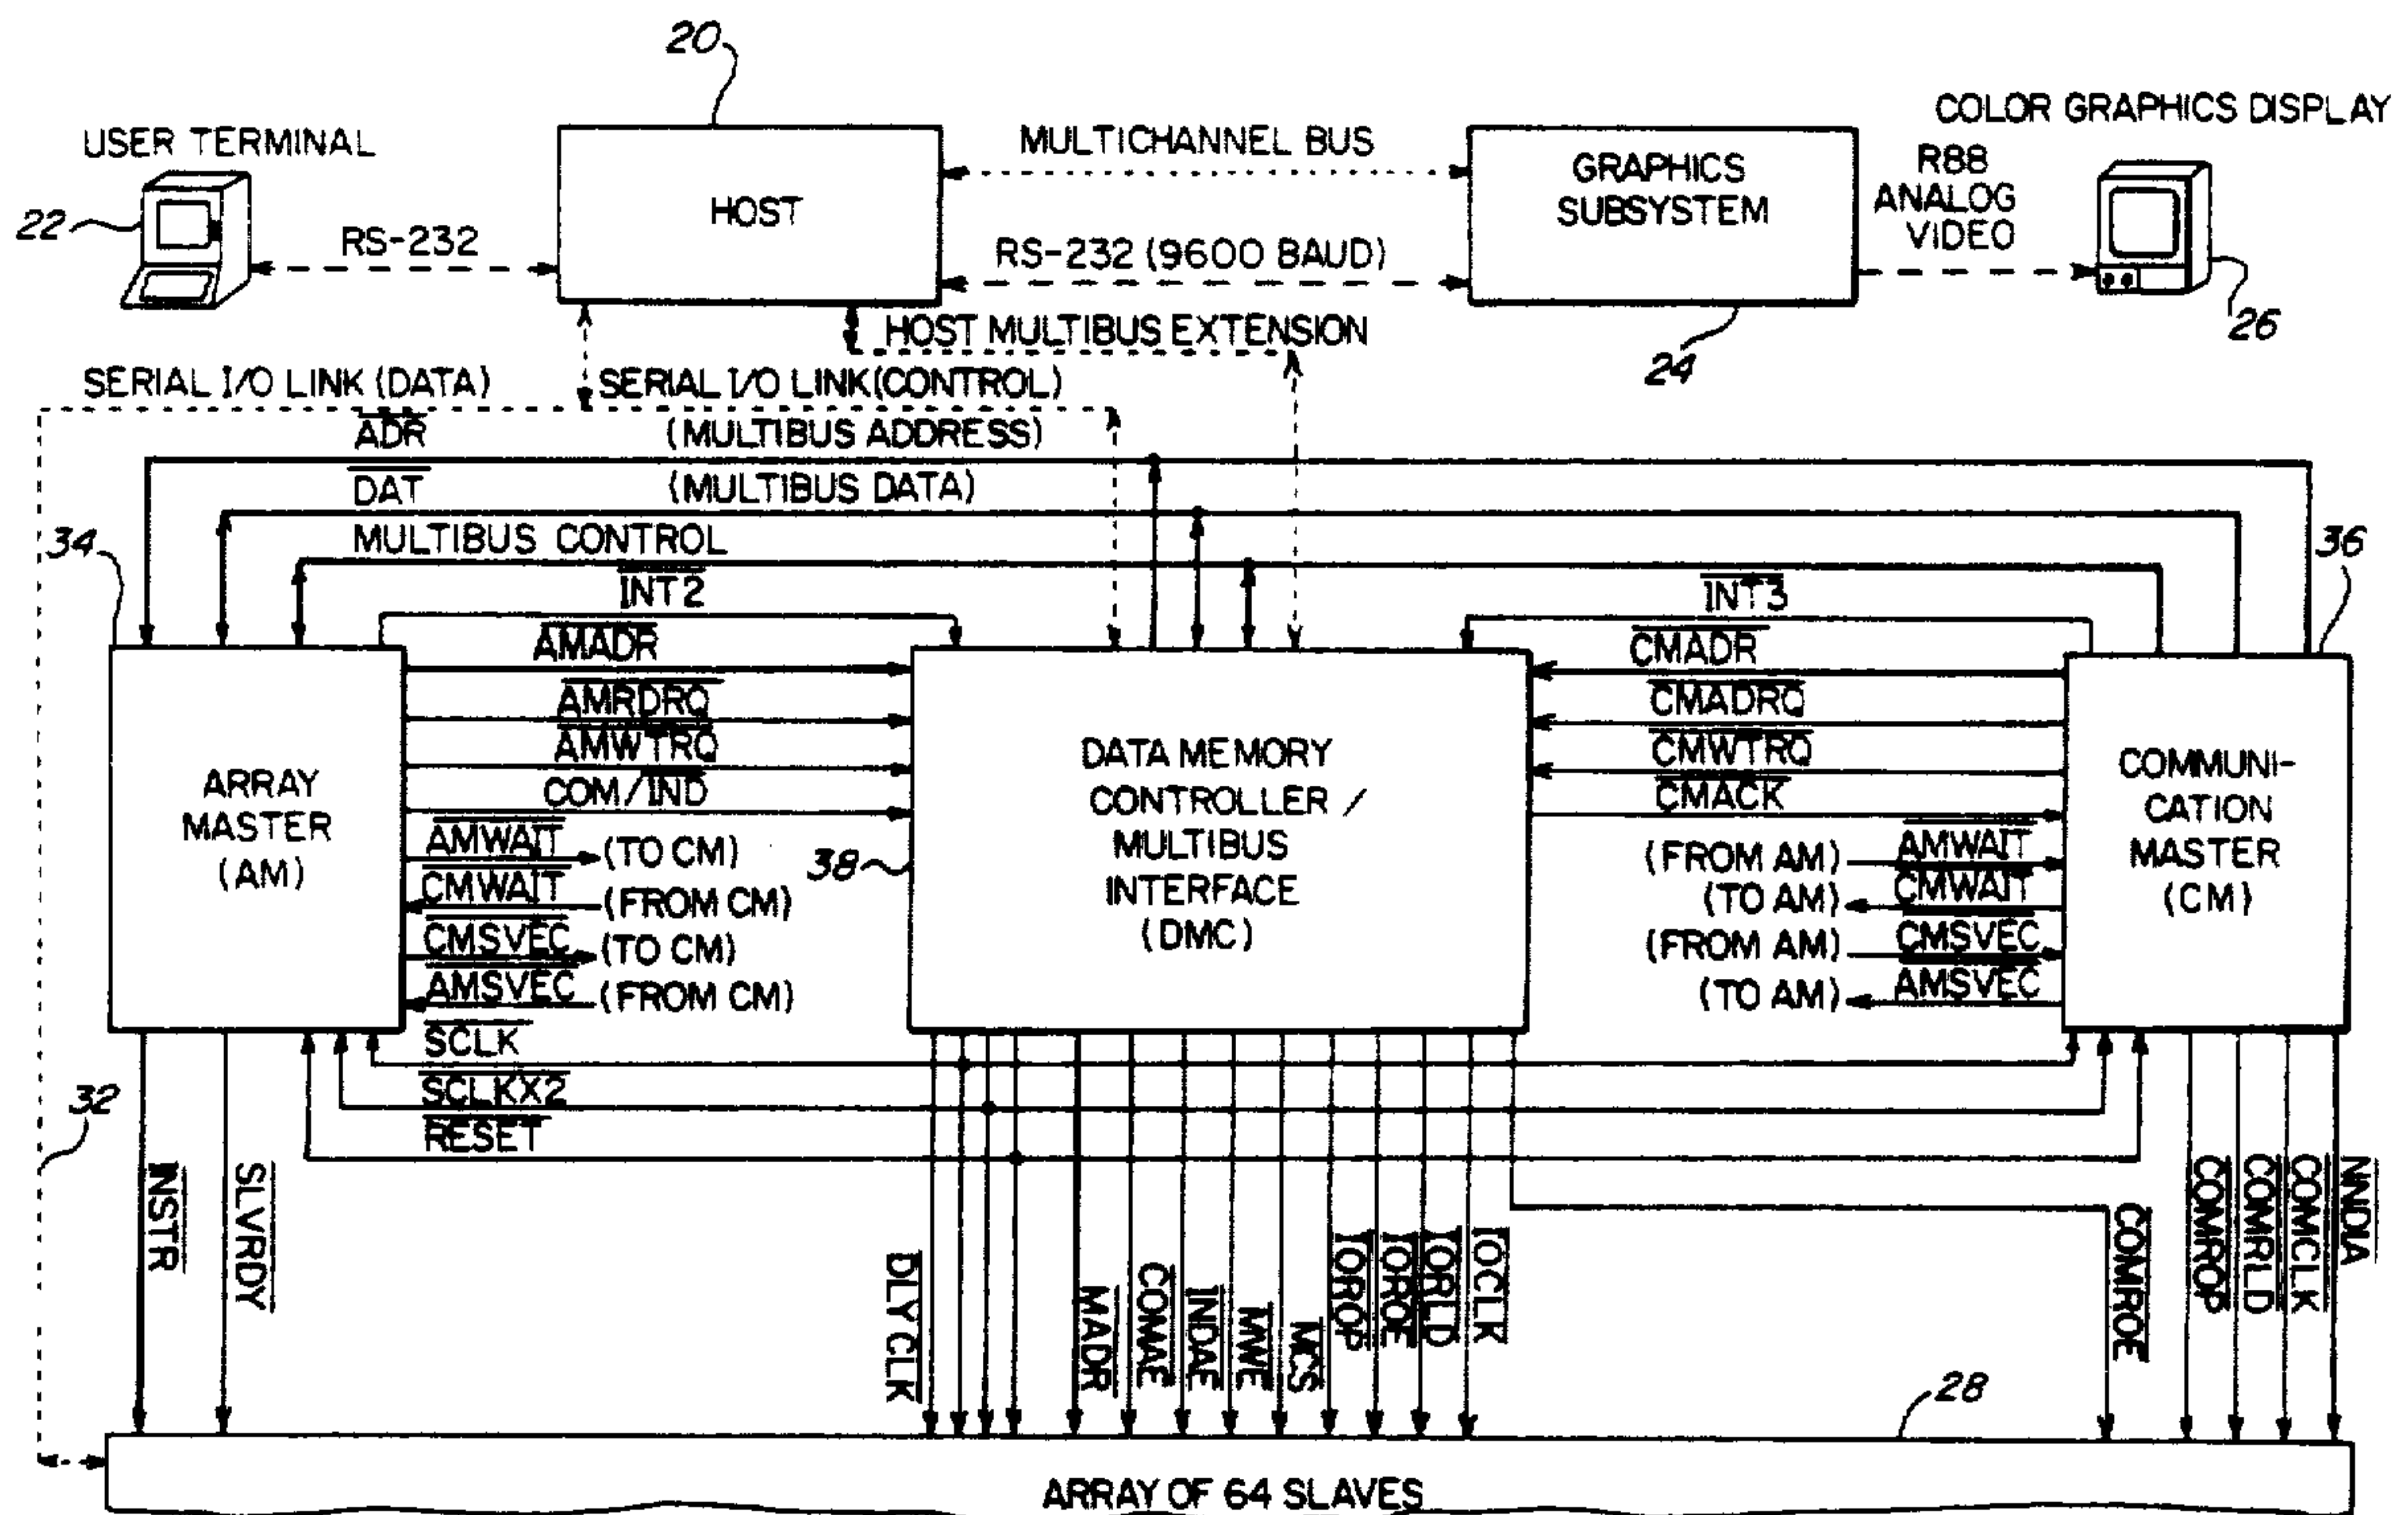 20
COLOR GRAPHICS DISPLAY
USER TERMINAL
MULTICHANNEL BUS
R88
ANALOG
VIDEO
GRAPHICS
SUBSYSTEM
HOST
22
RS-232
RS-232 (9600 BAUD)
26
24
HOST MULTIBUS EXTENSION
SERIAL I/O LINK (DATA)
SERIAL I/O LINK (CONTROL)
ADR (MULTIBUS ADDRESS)
DAT (MULTIBUS DATA)
MULTIBUS CONTROL
34
36
INT2
INT3
AMADR
CMADR
AMRDRQ
CMADRQ
AMWTRQ
CMWTRQ
COM/IND
CMACK
ARRAY
MASTER
(AM)
DATA MEMORY
CONTROLLER /
MULTIBUS
INTERFACE
(DMC)
38
COMMUNI-
CATION
MASTER
(CM)
AMWAIT (TO CM)
CMWAIT (FROM CM)
CMSVEC (TO CM)
AMSVEC (FROM CM)
(FROM AM) AMWAIT
(TO AM) CMWAIT
(FROM AM) CMSVEC
(TO AM) AMSVEC
SCLK
SCLKX2
RESET
32
INSTR
SLVRDY
DLY CLK
MADR
COMAE
INDAE
MWE
MCS
IOROP
IOROE
IORLD
IOCLK
COMROE
COMROP
COMRLD
COMCLK
NNDIA
28
ARRAY OF 64 SLAVES